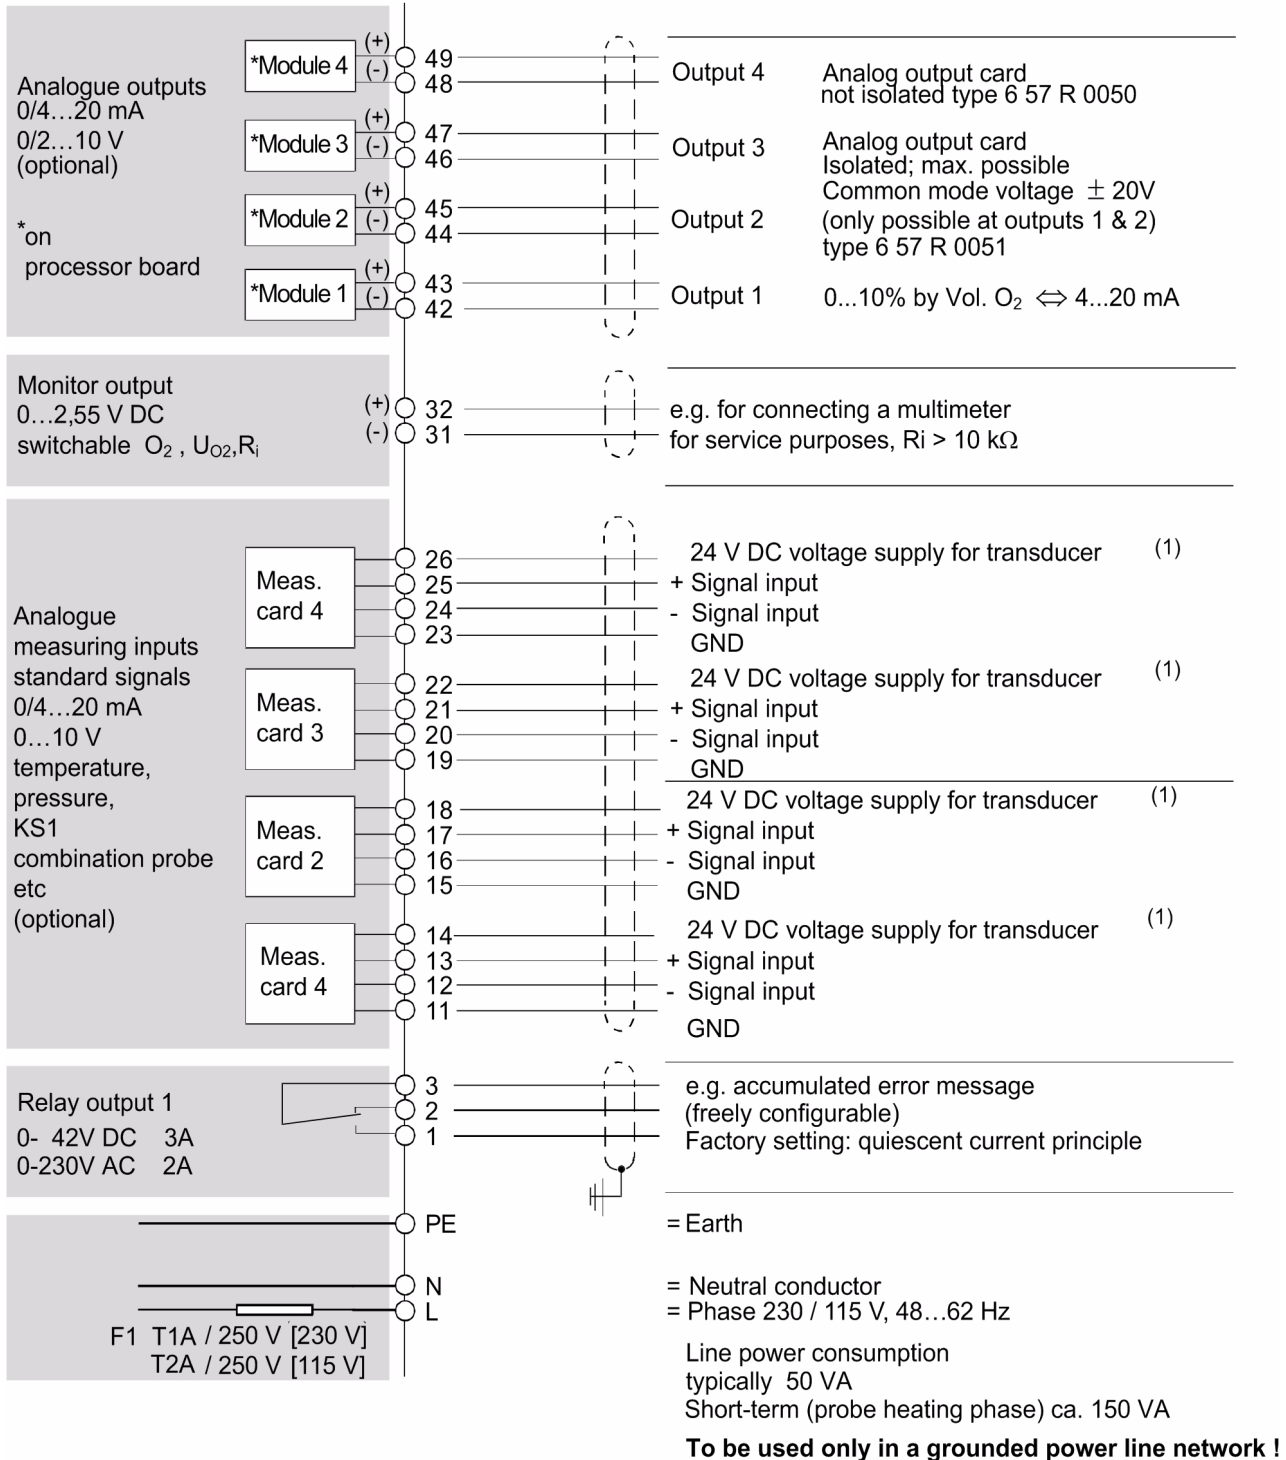 Analogue outputs
0/4...20 mA
0/2...10 V
(optional)
*on
processor board
*Module 4 (+) 49
(-) 48
*Module 3 (+) 47
(-) 46
*Module 2 (+) 45
(-) 44
*Module 1 (+) 43
(-) 42
Output 4 Analog output card
not isolated type 6 57 R 0050
Output 3 Analog output card
Isolated; max. possible
Common mode voltage ± 20V
Output 2 (only possible at outputs 1 & 2)
type 6 57 R 0051
Output 1 0...10% by Vol. O₂ ⇔ 4...20 mA
Monitor output
0...2,55 V DC
switchable O₂ , U_O2,Rᵢ
(+) 32
(-) 31
e.g. for connecting a multimeter
for service purposes, Ri > 10 kΩ
Analogue
measuring inputs
standard signals
0/4...20 mA
0...10 V
temperature,
pressure,
KS1
combination probe
etc
(optional)
Meas.
card 4
26
25
24
23
24 V DC voltage supply for transducer (1)
+ Signal input
- Signal input
GND
Meas.
card 3
22
21
20
19
24 V DC voltage supply for transducer (1)
+ Signal input
- Signal input
GND
Meas.
card 2
18
17
16
15
24 V DC voltage supply for transducer (1)
+ Signal input
- Signal input
GND
Meas.
card 4
14
13
12
11
24 V DC voltage supply for transducer (1)
+ Signal input
- Signal input
GND
Relay output 1
0- 42V DC 3A
0-230V AC 2A
3
2
1
e.g. accumulated error message
(freely configurable)
Factory setting: quiescent current principle
PE = Earth
N = Neutral conductor
L = Phase 230 / 115 V, 48...62 Hz
F1 T1A / 250 V [230 V]
T2A / 250 V [115 V]
Line power consumption
typically 50 VA
Short-term (probe heating phase) ca. 150 VA
To be used only in a grounded power line network !